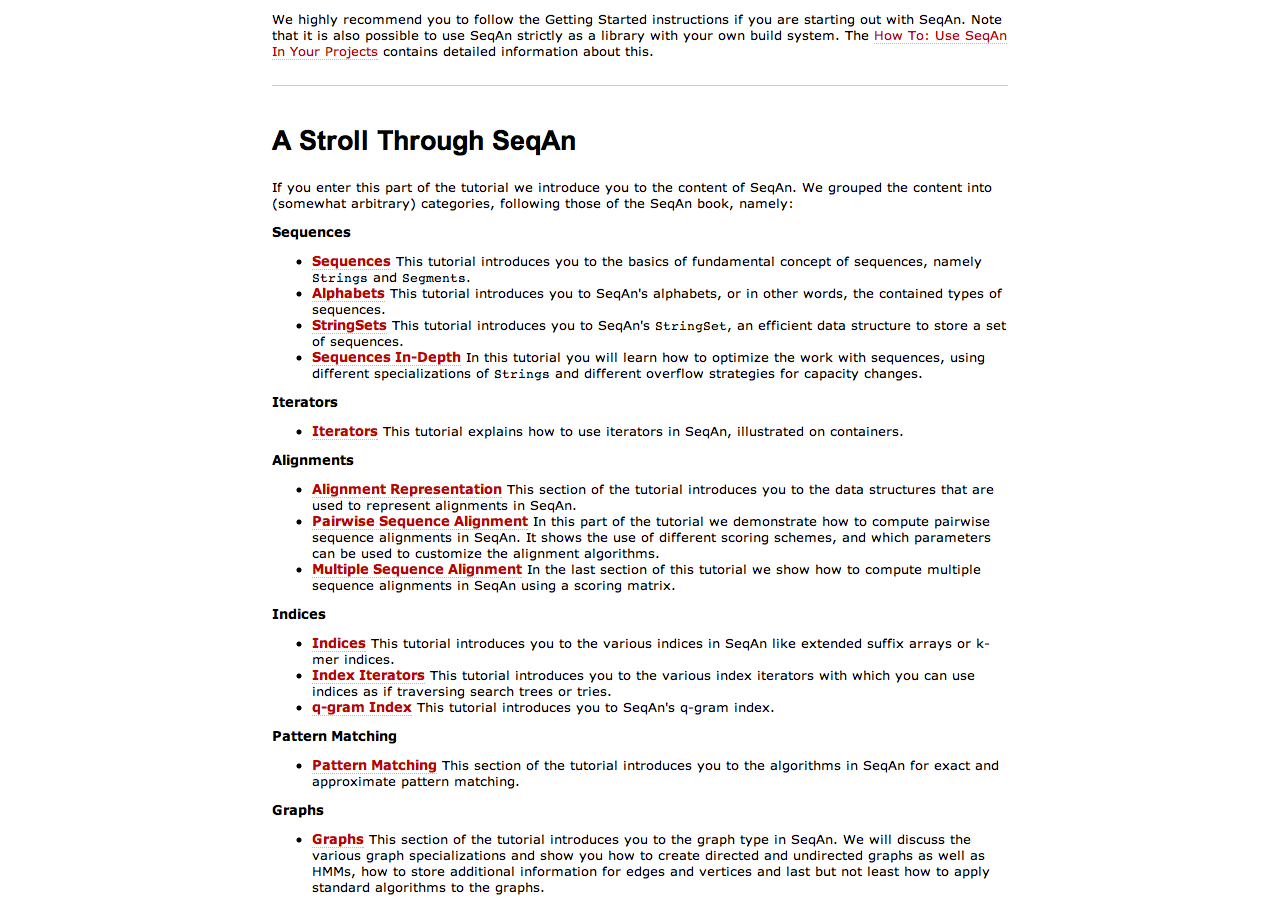 We highly recommend you to follow the Getting Started instructions if you are starting out with SeqAn. Note
that it is also possible to use SeqAn strictly as a library with your own build system. The How To: Use SeqAn
In Your Projects contains detailed information about this.
A Stroll Through SeqAn
If you enter this part of the tutorial we introduce you to the content of SeqAn. We grouped the content into
(somewhat arbitrary) categories, following those of the SeqAn book, namely:
Sequences
• Sequences This tutorial introduces you to the basics of fundamental concept of sequences, namely
Strings and Segments.
• Alphabets This tutorial introduces you to SeqAn's alphabets, or in other words, the contained types of
sequences.
• StringSets This tutorial introduces you to SeqAn's StringSet, an efficient data structure to store a set
of sequences.
• Sequences In-Depth In this tutorial you will learn how to optimize the work with sequences, using
different specializations of Strings and different overflow strategies for capacity changes.
Iterators
• Iterators This tutorial explains how to use iterators in SeqAn, illustrated on containers.
Alignments
• Alignment Representation This section of the tutorial introduces you to the data structures that are
used to represent alignments in SeqAn.
• Pairwise Sequence Alignment In this part of the tutorial we demonstrate how to compute pairwise
sequence alignments in SeqAn. It shows the use of different scoring schemes, and which parameters
can be used to customize the alignment algorithms.
• Multiple Sequence Alignment In the last section of this tutorial we show how to compute multiple
sequence alignments in SeqAn using a scoring matrix.
Indices
• Indices This tutorial introduces you to the various indices in SeqAn like extended suffix arrays or k-
mer indices.
• Index Iterators This tutorial introduces you to the various index iterators with which you can use
indices as if traversing search trees or tries.
• q-gram Index This tutorial introduces you to SeqAn's q-gram index.
Pattern Matching
• Pattern Matching This section of the tutorial introduces you to the algorithms in SeqAn for exact and
approximate pattern matching.
Graphs
• Graphs This section of the tutorial introduces you to the graph type in SeqAn. We will discuss the
various graph specializations and show you how to create directed and undirected graphs as well as
HMMs, how to store additional information for edges and vertices and last but not least how to apply
standard algorithms to the graphs.